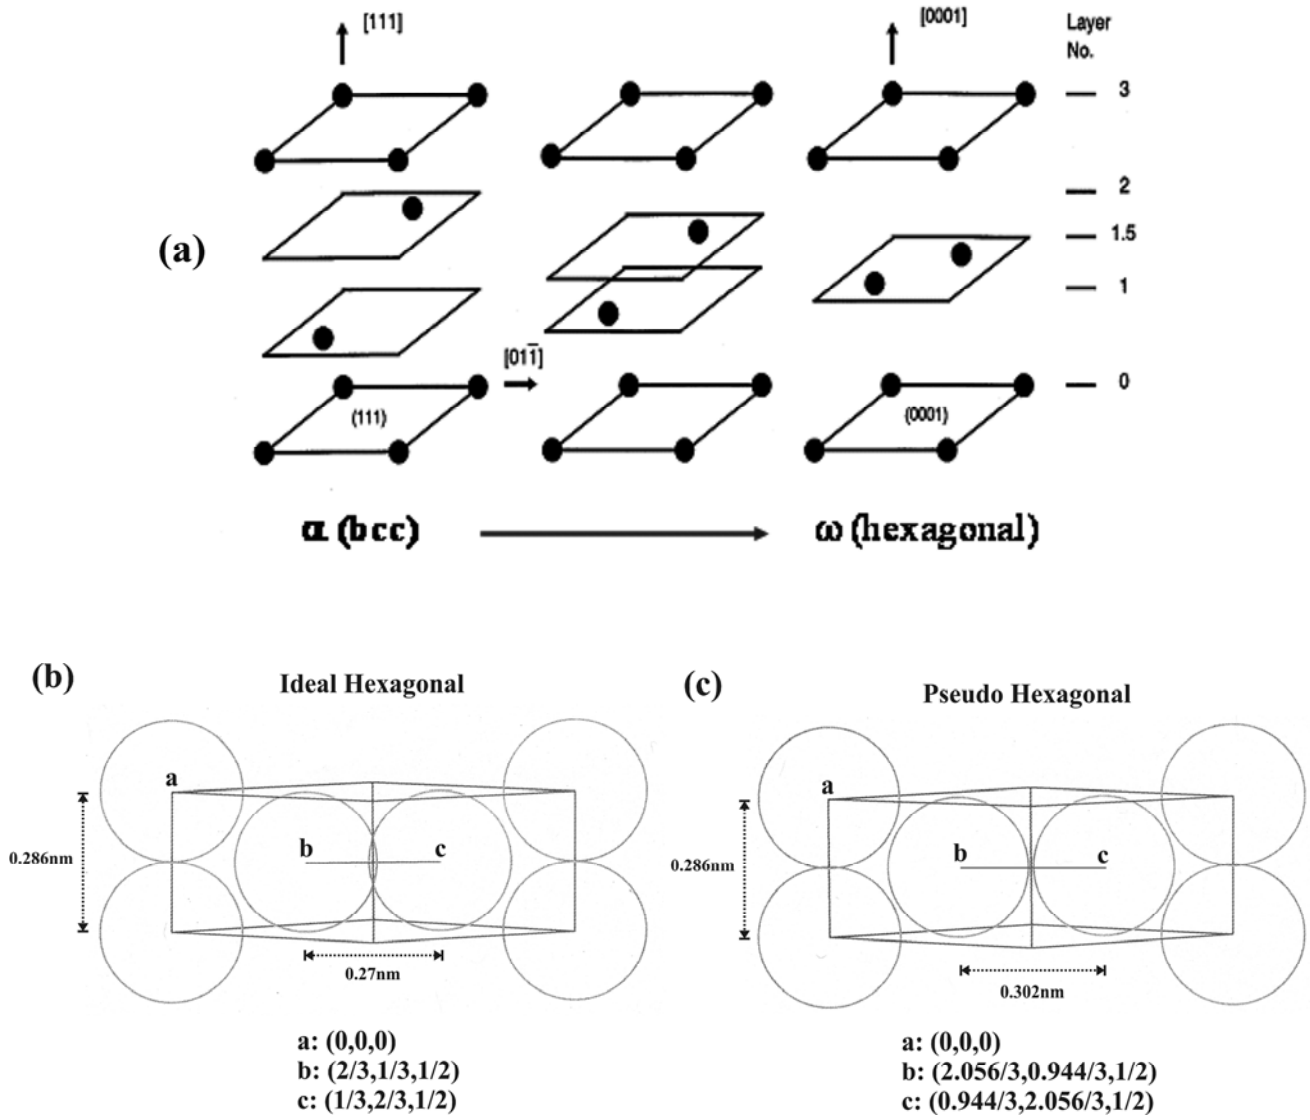 [111]
[0001]
Layer
No.
3
2
1.5
1
0
(a)
[011̄]
(111)
(0001)
α (bcc)
ω (hexagonal)
(b)
Ideal Hexagonal
a
b
c
0.286nm
0.27nm
a: (0,0,0)
b: (2/3,1/3,1/2)
c: (1/3,2/3,1/2)
(c)
Pseudo Hexagonal
a
b
c
0.286nm
0.302nm
a: (0,0,0)
b: (2.056/3,0.944/3,1/2)
c: (0.944/3,2.056/3,1/2)